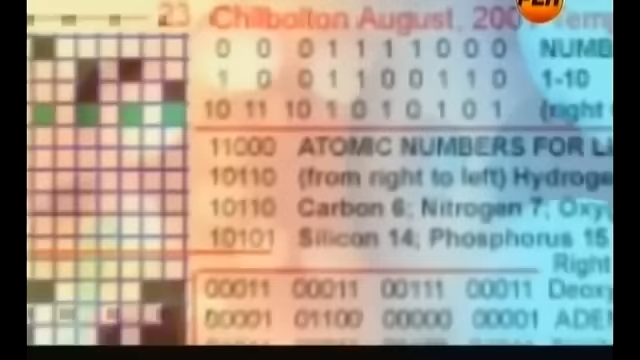 РЕН
23 Chilbolton August, 200
0 0 0 1 1 1 1 0 0 0 NUMB
1 0 0 1 1 0 0 1 1 0 1-10
10 11 10 1 0 1 0 1 0 1 (right
11000 ATOMIC NUMBERS FOR
10110 (from right to left) Hydroge
10110 Carbon 6; Nitrogen 7; Oxyg
10101 Silicon 14; Phosphorus 15
Right
00011 00011 00111 00011 Deox
00001 01100 00000 00001 ADE